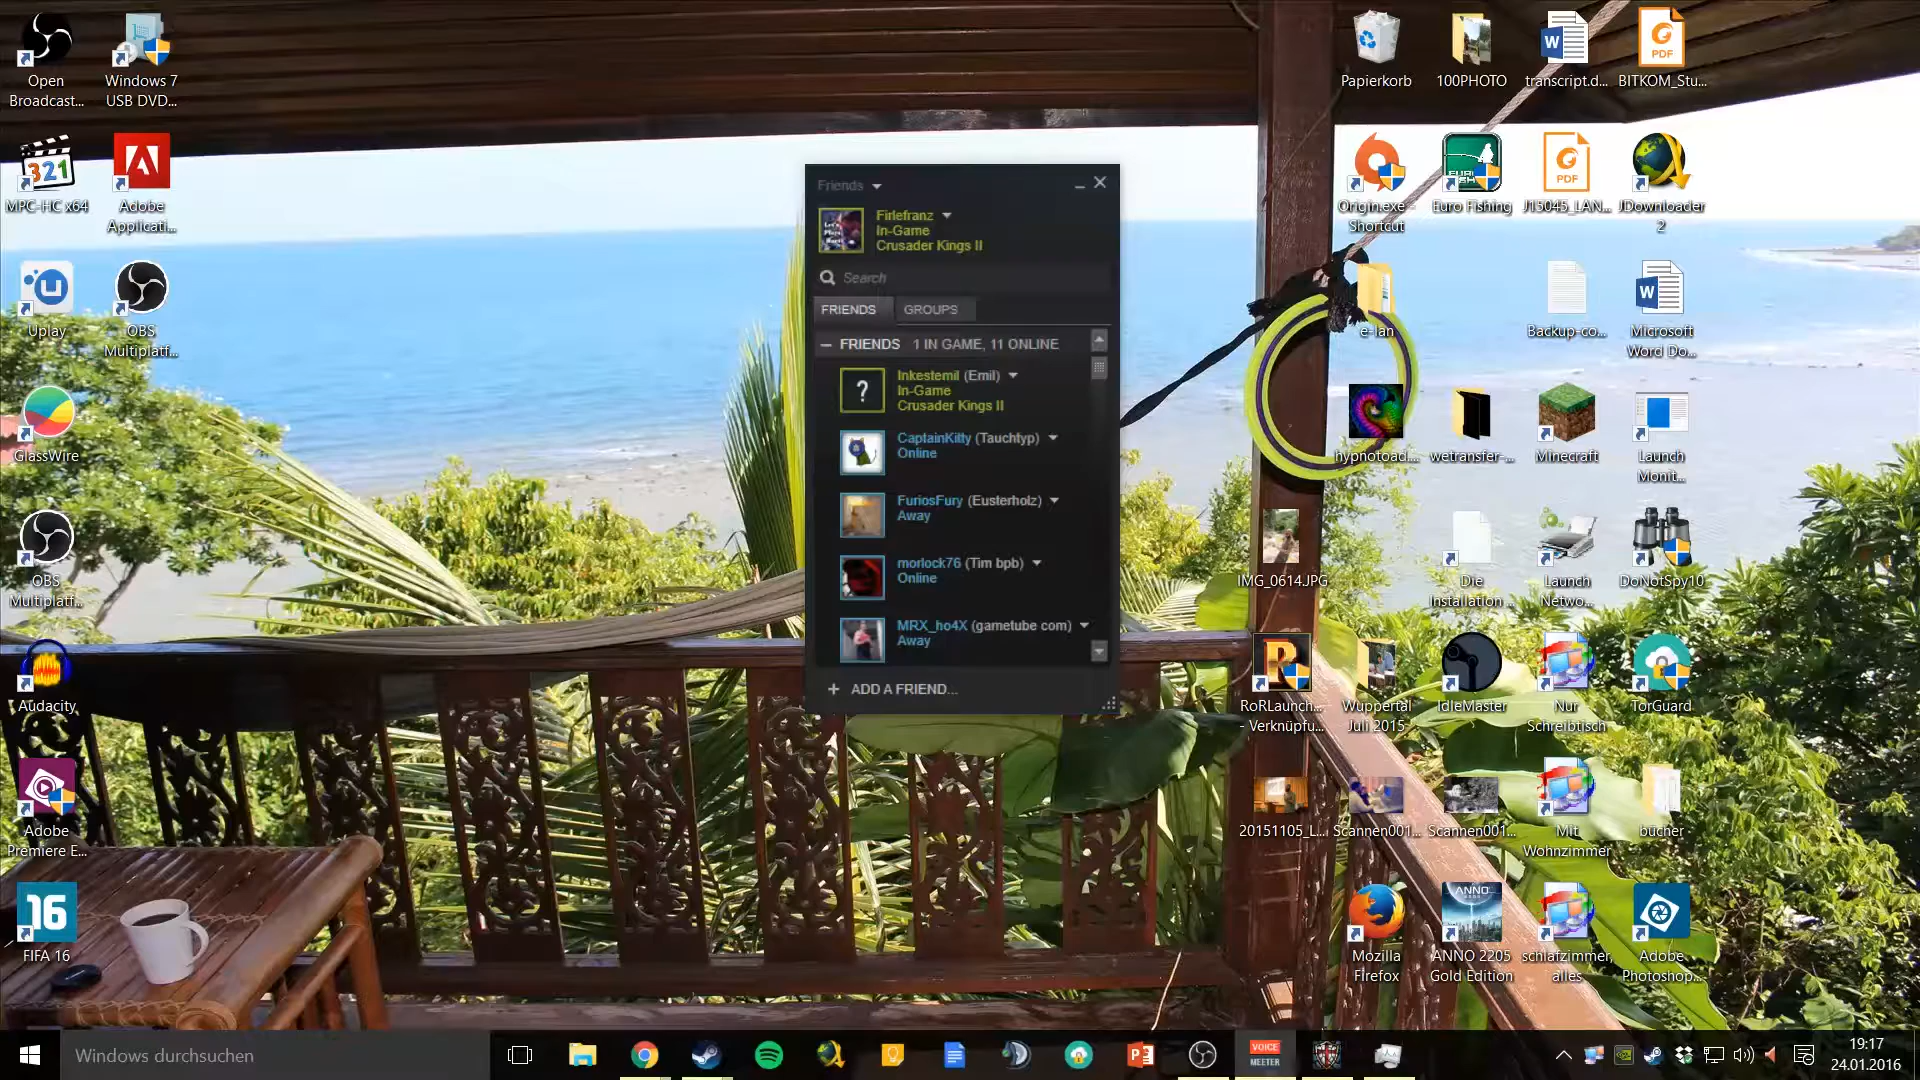 Open
Broadcast...
Windows 7
USB DVD...
MPC-HC x64
Adobe
Applicati...
Uplay
OBS
Multiplatf...
GlassWire
OBS
Multiplatf...
Audacity
Adobe
Premiere E...
16
FIFA 16
Friends
Firlefranz
In-Game
Crusader Kings II
Search
FRIENDS
GROUPS
FRIENDS 1 IN GAME, 11 ONLINE
?
Inkestemil (Emil)
In-Game
Crusader Kings II
CaptainKitty (Tauchtyp)
Online
FuriosFury (Eusterholz)
Away
morlock76 (Tim bpb)
Online
MRX_ho4X (gametube com)
Away
+ ADD A FRIEND...
Papierkorb
100PHOTO
transcript.d...
PDF
BITKOM_Stu...
Origin.exe -
Shortcut
Euro Fishing
PDF
J15045_LAN...
JDownloader
2
e-lan
Backup-co...
Microsoft
Word Do...
hypnotoad....
wetransfer-...
Minecraft
Launch
Monit...
IMG_0614.JPG
Die
Installation ...
Launch
Netwo...
DoNotSpy10
RoRLaunch...
- Verknüpfu...
Wuppertal
Juli 2015
IdleMaster
Nur
Schreibtisch
TorGuard
20151105_L...
Scannen001...
Scannen001...
Mit
Wohnzimmer
bücher
Mozilla
Firefox
ANNO
ANNO 2205
Gold Edition
schlafzimmer,
alles
Adobe
Photoshop...
Windows durchsuchen
VOICE
MEETER
19:17
24.01.2016